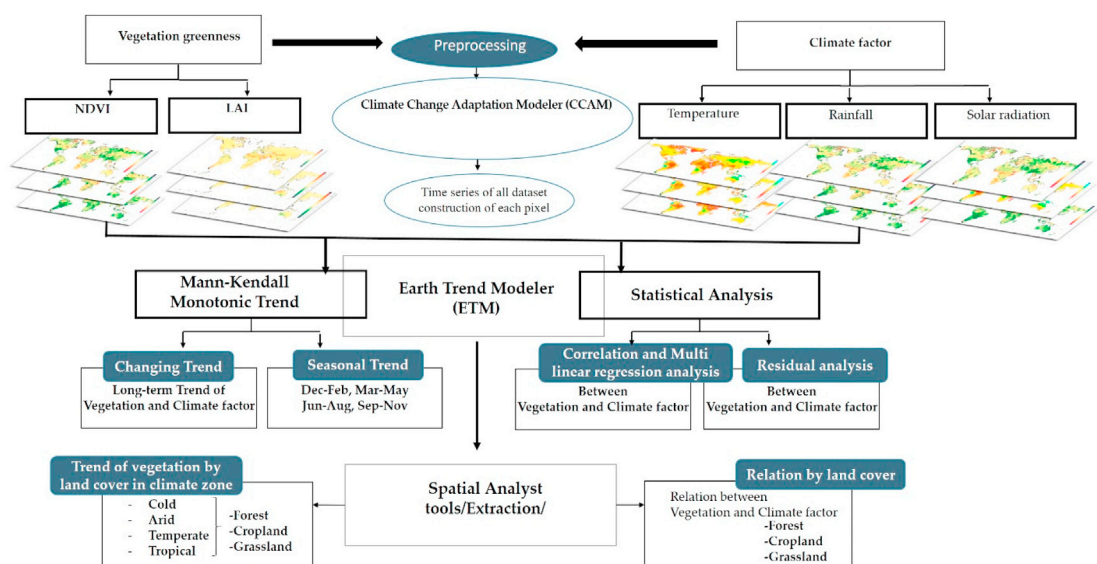 Vegetation greenness
Preprocessing
Climate factor
NDVI
LAI
Climate Change Adaptation Modeler (CCAM)
Temperature
Rainfall
Solar radiation
Time series of all dataset
construction of each pixel
Mann-Kendall
Monotonic Trend
Earth Trend Modeler
(ETM)
Statistical Analysis
Changing Trend
Long-term Trend of
Vegetation and Climate factor
Seasonal Trend
Dec-Feb, Mar-May
Jun-Aug, Sep-Nov
Correlation and Multi
linear regression analysis
Between
Vegetation and Climate factor
Residual analysis
Between
Vegetation and Climate factor
Trend of vegetation by
land cover in climate zone
- Cold
- Arid
- Temperate
- Tropical
-Forest
-Cropland
-Grassland
Spatial Analyst
tools/Extraction/
Relation by land cover
Relation between
Vegetation and Climate factor
-Forest
-Cropland
-Grassland